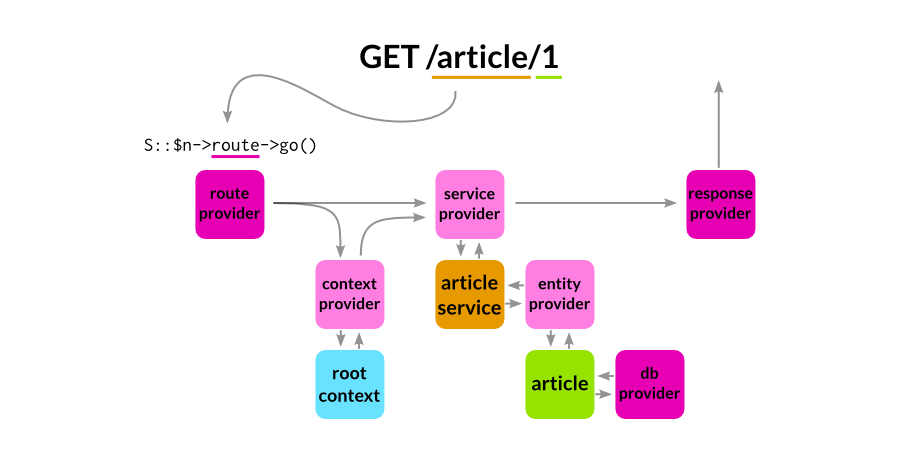 GET /article/1
S::$n->route->go()
route
provider
service
provider
response
provider
context
provider
article
service
entity
provider
root
context
article
db
provider